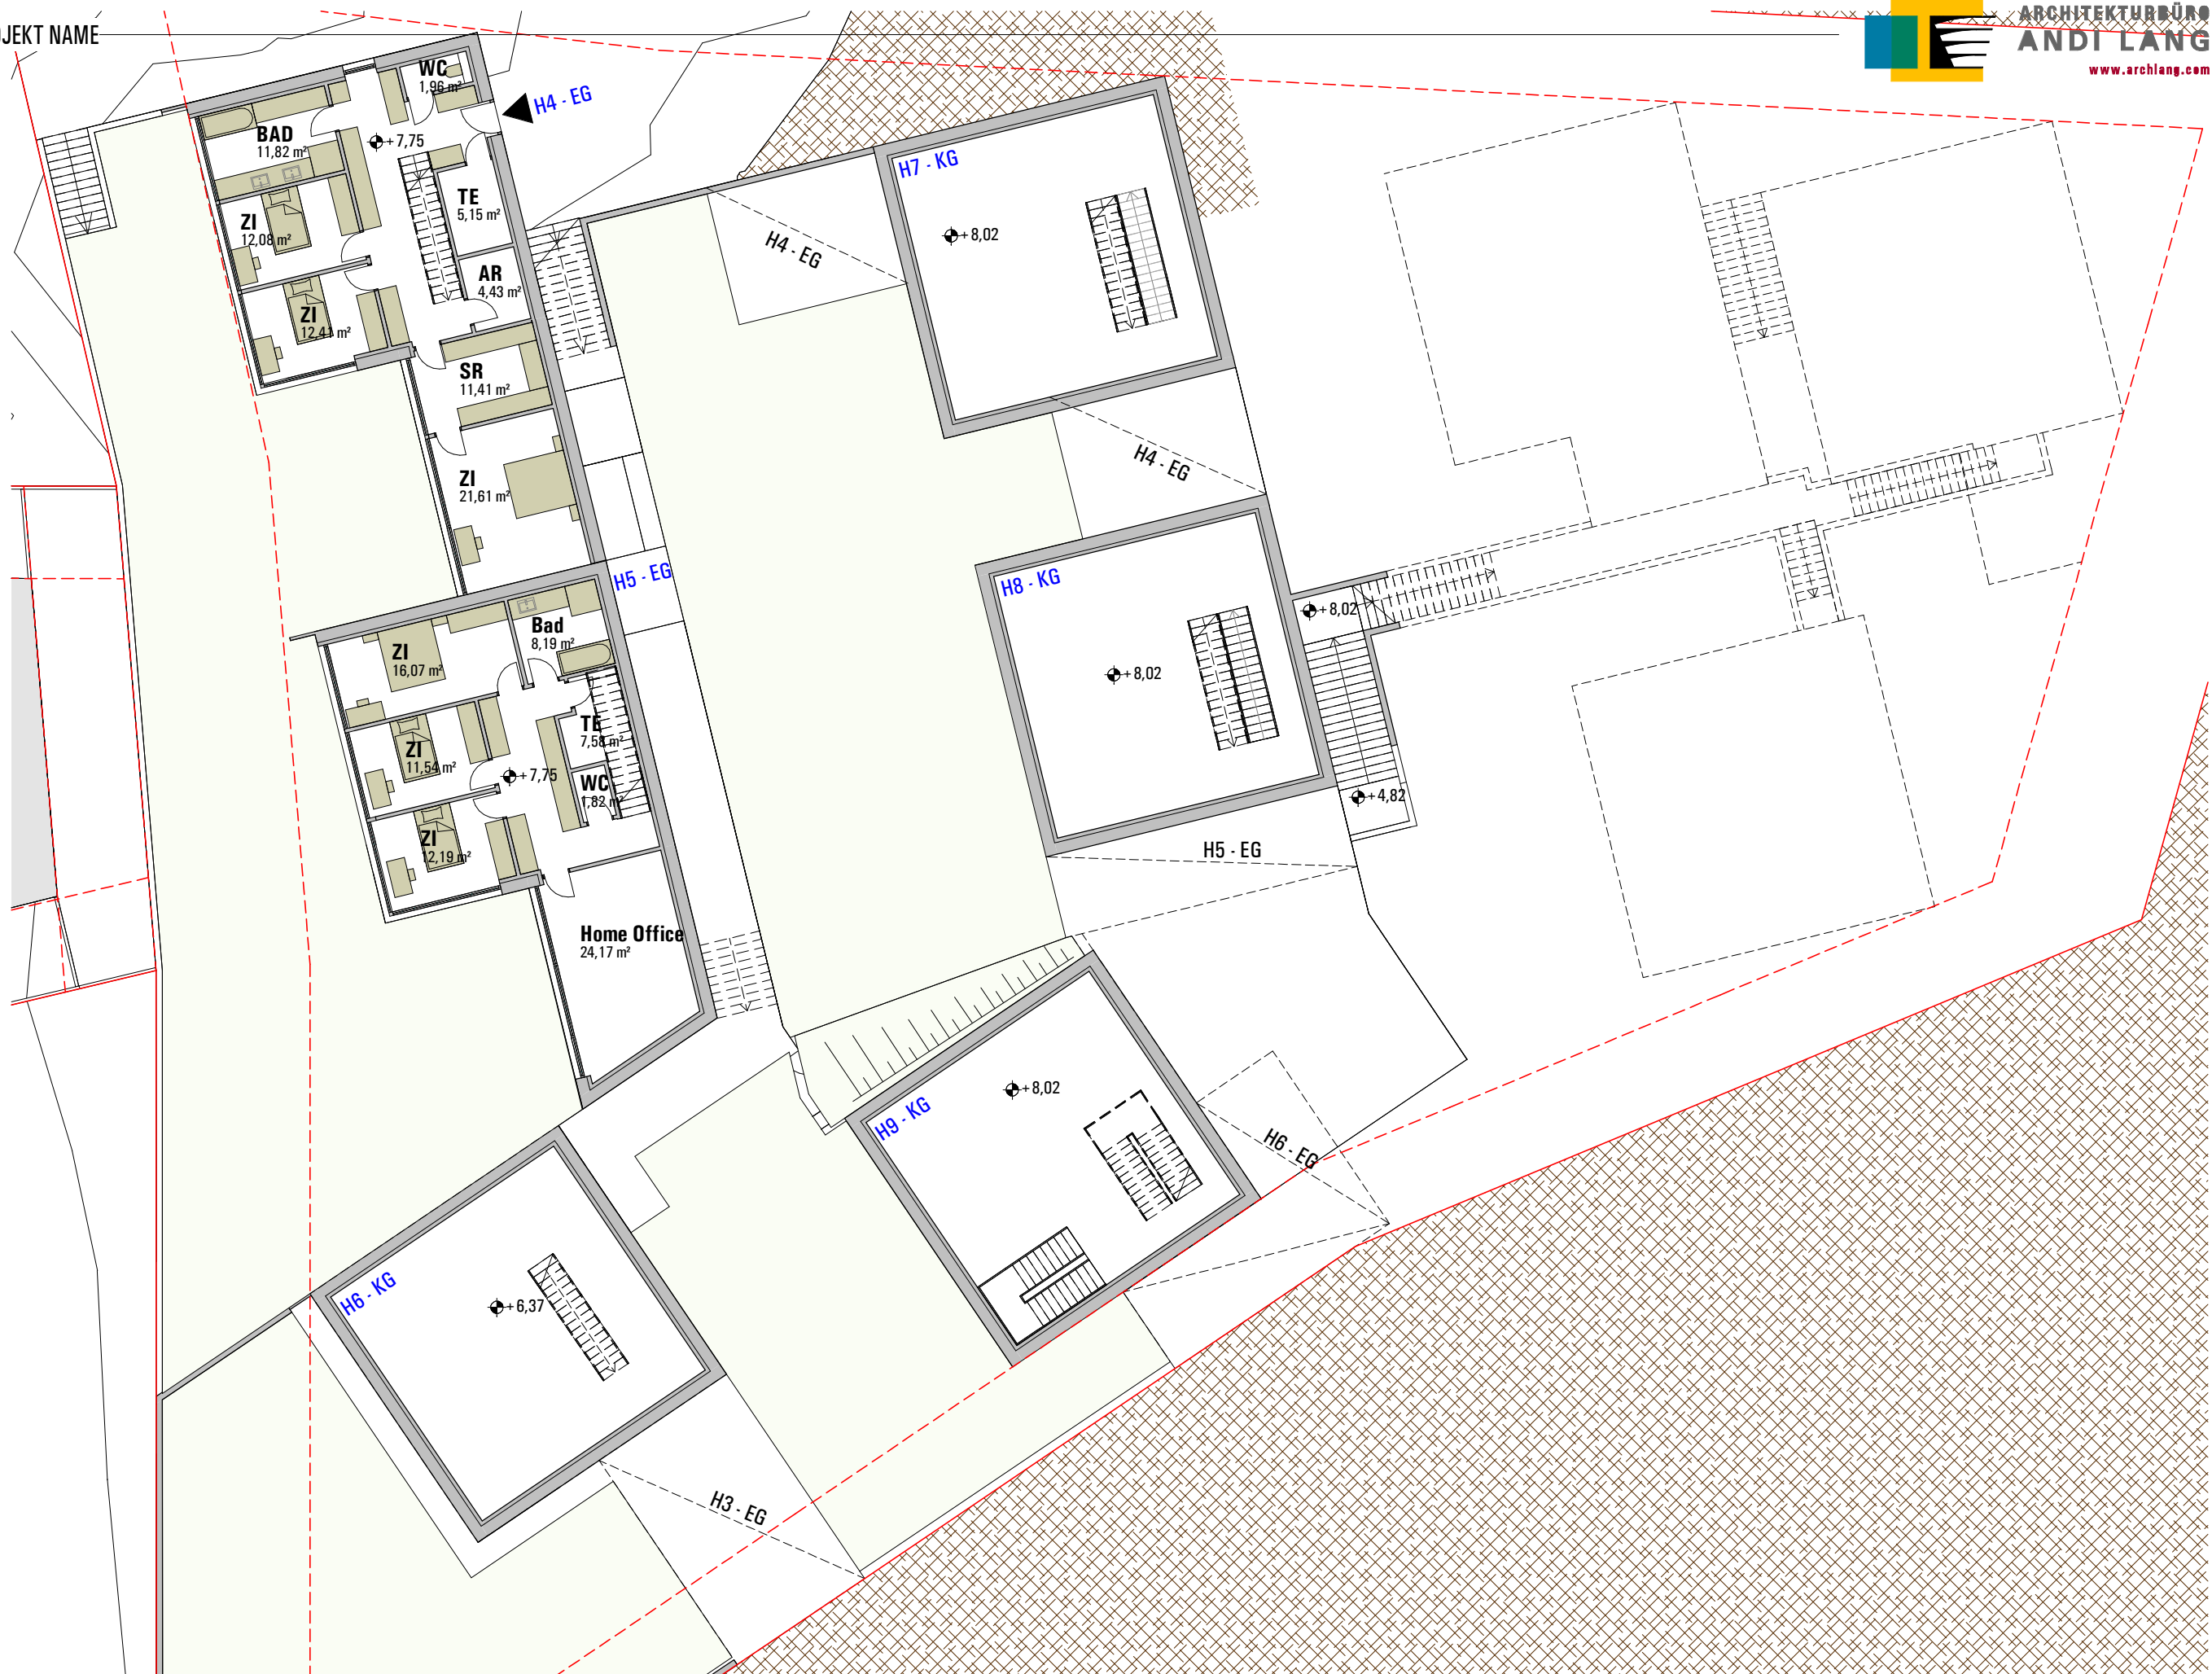 JEKT NAME
ARCHITEKTURBÜRO
ANDI LANG
www.archlang.com
WC
1,96 m²
H4 - EG
BAD
11,82 m²
+7,75
H7 - KG
TE
5,15 m²
ZI
12,08 m²
+8,02
H4 - EG
AR
4,43 m²
ZI
12,41 m²
SR
11,41 m²
H4 - EG
ZI
21,61 m²
H5 - EG
H8 - KG
+8,02
Bad
8,19 m²
ZI
16,07 m²
+8,02
TE
7,58 m²
ZI
11,54 m²
+7,75
WC
1,82 m²
+4,82
ZI
12,19 m²
H5 - EG
Home Office
24,17 m²
+8,02
H9 - KG
H6 - EG
H6 - KG
+6,37
H3 - EG